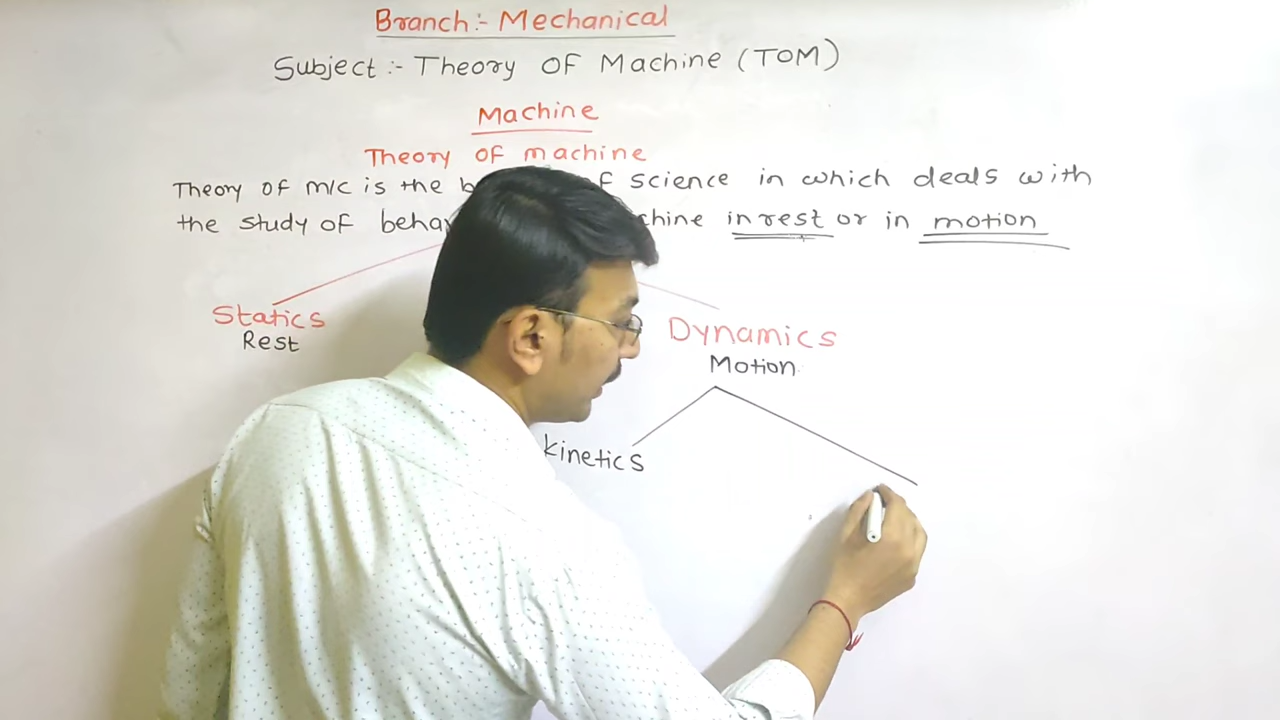 Branch:- Mechanical
Subject:- Theory OF Machine (TOM)
Machine
Theory OF machine
Theory OF m/c is the science in which deals with
the study of in rest or in motion
Statics
Rest
Dynamics
Motion
kinetics